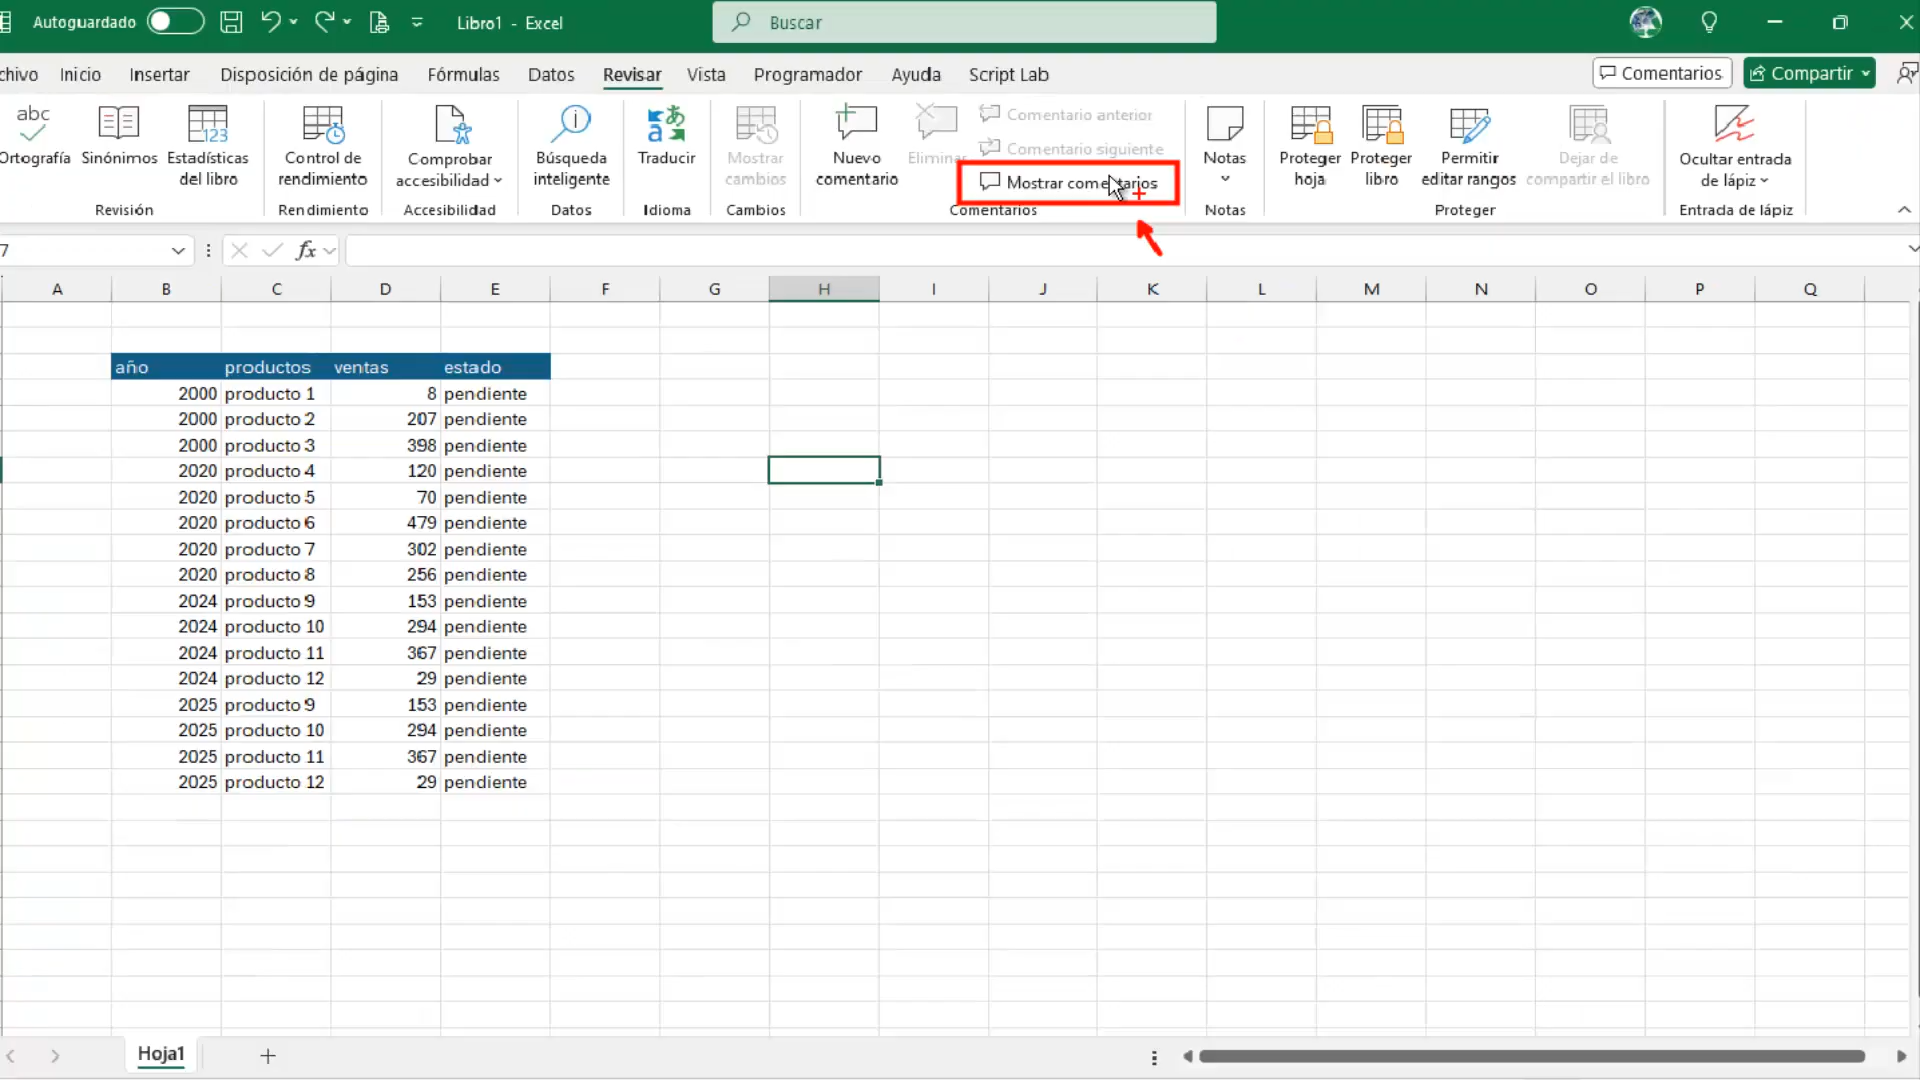 Autoguardado Libro1 - Excel Buscar
chivo Inicio Insertar Disposición de página Fórmulas Datos Revisar Vista Programador Ayuda Script Lab Comentarios Compartir
abc
Ortografía
Sinónimos
123
Estadísticas
del libro
Revisión
Control de
rendimiento
Rendimiento
Comprobar
accesibilidad
Accesibilidad
Búsqueda
inteligente
Datos
Traducir
Idioma
Mostrar
cambios
Cambios
Nuevo
comentario
Eliminar
Comentario anterior
Comentario siguiente
Mostrar comentarios
Comentarios
Notas
Notas
Proteger
hoja
Proteger
libro
Permitir
editar rangos
Dejar de
compartir el libro
Proteger
Ocultar entrada
de lápiz
Entrada de lápiz
7 fx
A B C D E F G H I J K L M N O P Q
año productos ventas estado
2000 producto 1 8 pendiente
2000 producto 2 207 pendiente
2000 producto 3 398 pendiente
2020 producto 4 120 pendiente
2020 producto 5 70 pendiente
2020 producto 6 479 pendiente
2020 producto 7 302 pendiente
2020 producto 8 256 pendiente
2024 producto 9 153 pendiente
2024 producto 10 294 pendiente
2024 producto 11 367 pendiente
2024 producto 12 29 pendiente
2025 producto 9 153 pendiente
2025 producto 10 294 pendiente
2025 producto 11 367 pendiente
2025 producto 12 29 pendiente
Hoja1